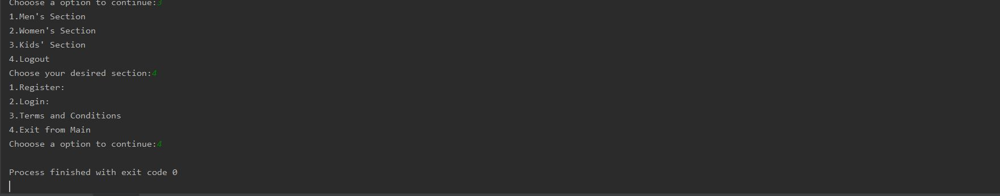 Chooose a option to continue:3
1.Men's Section
2.Women's Section
3.Kids' Section
4.Logout
Choose your desired section:4
1.Register:
2.Login:
3.Terms and Conditions
4.Exit from Main
Chooose a option to continue:4
Process finished with exit code 0